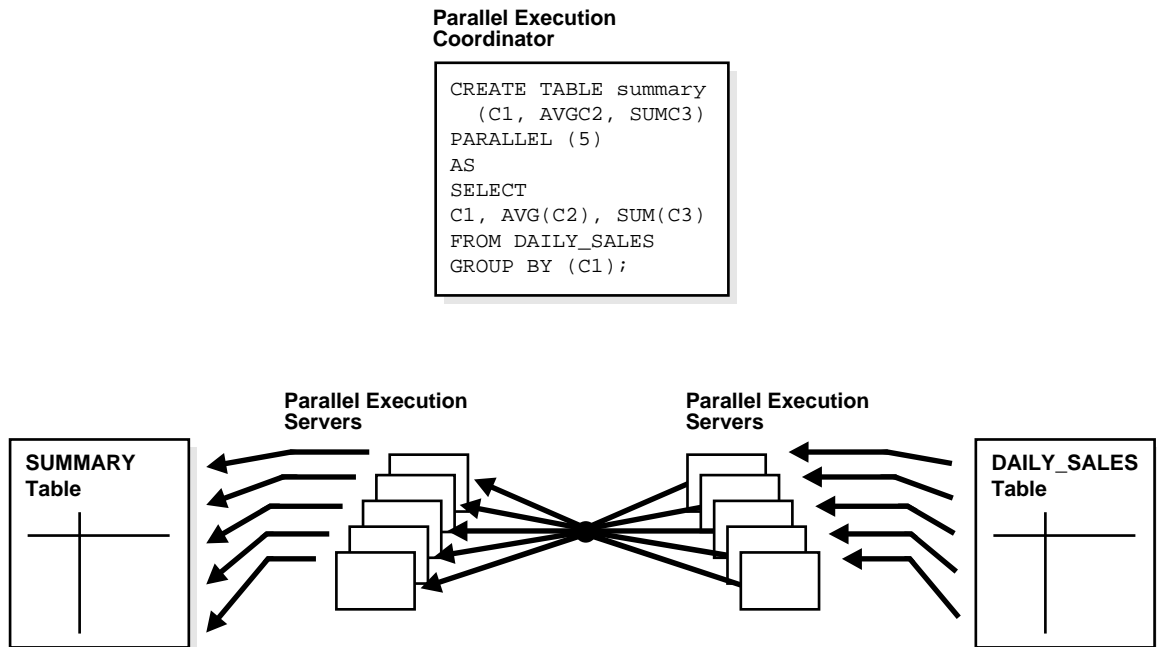 Parallel Execution
Coordinator
CREATE TABLE summary
(C1, AVGC2, SUMC3)
PARALLEL (5)
AS
SELECT
C1, AVG(C2), SUM(C3)
FROM DAILY_SALES
GROUP BY (C1);
Parallel Execution
Servers
Parallel Execution
Servers
SUMMARY
Table
DAILY_SALES
Table